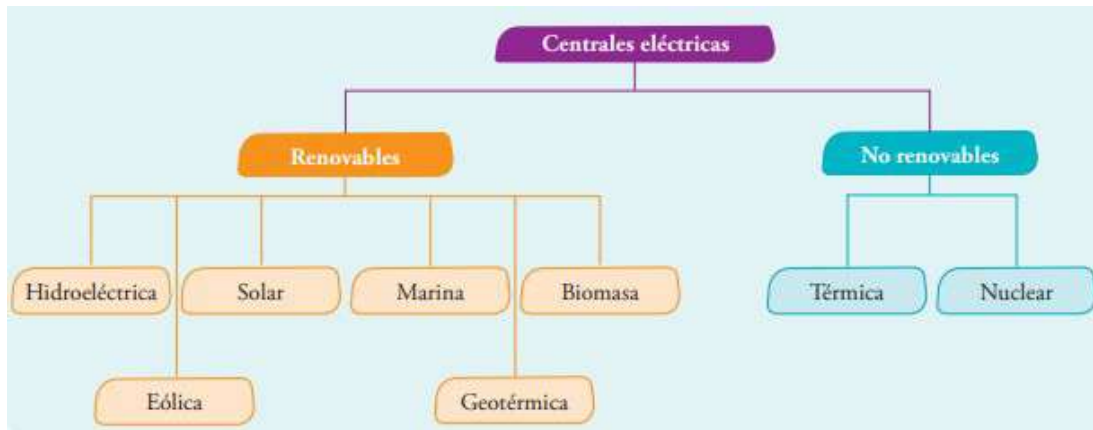 Centrales eléctricas
Renovables
No renovables
Hidroeléctrica
Solar
Marina
Biomasa
Térmica
Nuclear
Eólica
Geotérmica